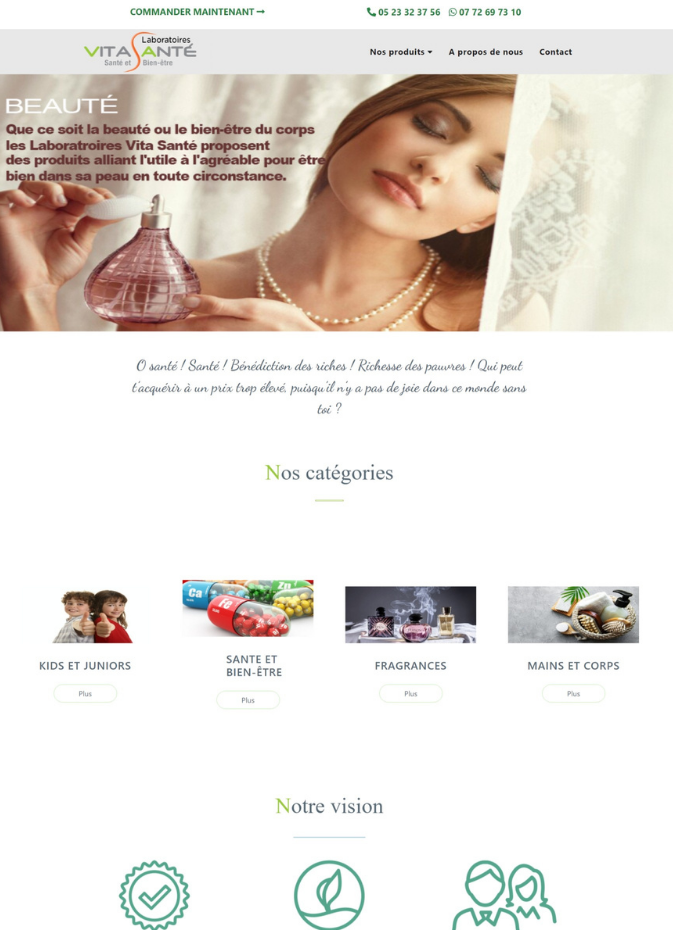 COMMANDER MAINTENANT
05 23 32 37 56 07 72 69 73 10
Laboratoires
VITA SANTÉ
Santé et Bien-être
Nos produits A propos de nous Contact
BEAUTÉ
Que ce soit la beauté ou le bien-être du corps
les Laboratroires Vita Santé proposent
des produits alliant l'utile à l'agréable pour être
bien dans sa peau en toute circonstance.
O santé ! Santé ! Bénédiction des riches ! Richesse des pauvres ! Qui peut
t'acquérir à un prix trop élevé, puisqu'il n'y a pas de joie dans ce monde sans
toi ?
Nos catégories
Ca
Zn
Fe
KIDS ET JUNIORS
Plus
SANTE ET
BIEN-ÊTRE
Plus
FRAGRANCES
Plus
MAINS ET CORPS
Plus
Notre vision